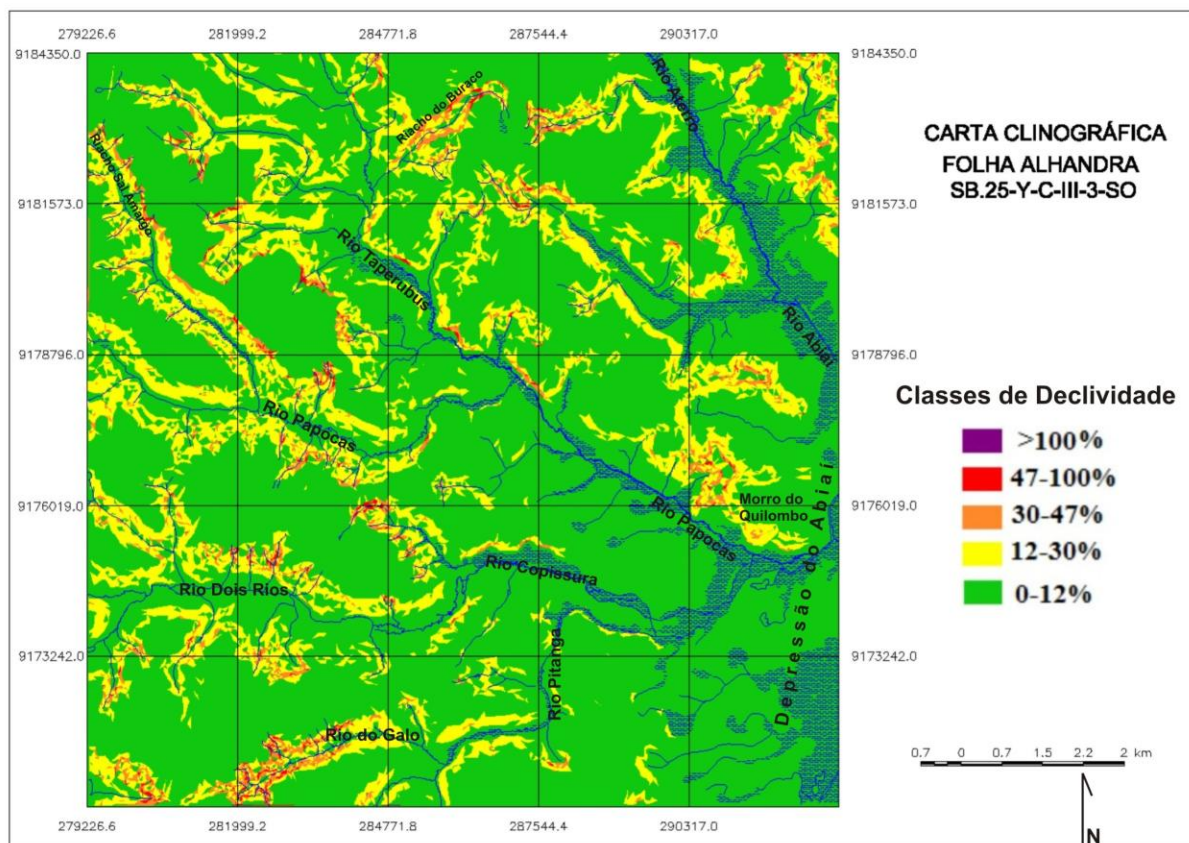 279226.6 281999.2 284771.8 287544.4 290317.0
9184350.0
9184350.0
Rio Aterro
Riacho do Buraco
Riacho Sal Amargo
CARTA CLINOGRÁFICA
FOLHA ALHANDRA
SB.25-Y-C-III-3-SO
9181573.0
9181573.0
Rio Taperubus
Rio Abiaí
9178796.0
9178796.0
Classes de Declividade
>100%
47-100%
30-47%
12-30%
0-12%
Rio Papocas
9176019.0
9176019.0
Morro do
Quilombo
Rio Papocas
Depressão do Abiaí
Rio Copissura
Rio Dois Rios
9173242.0
9173242.0
Rio Pitanga
Rio do Galo
0.7 0 0.7 1.5 2.2 2 km
N
279226.6 281999.2 284771.8 287544.4 290317.0